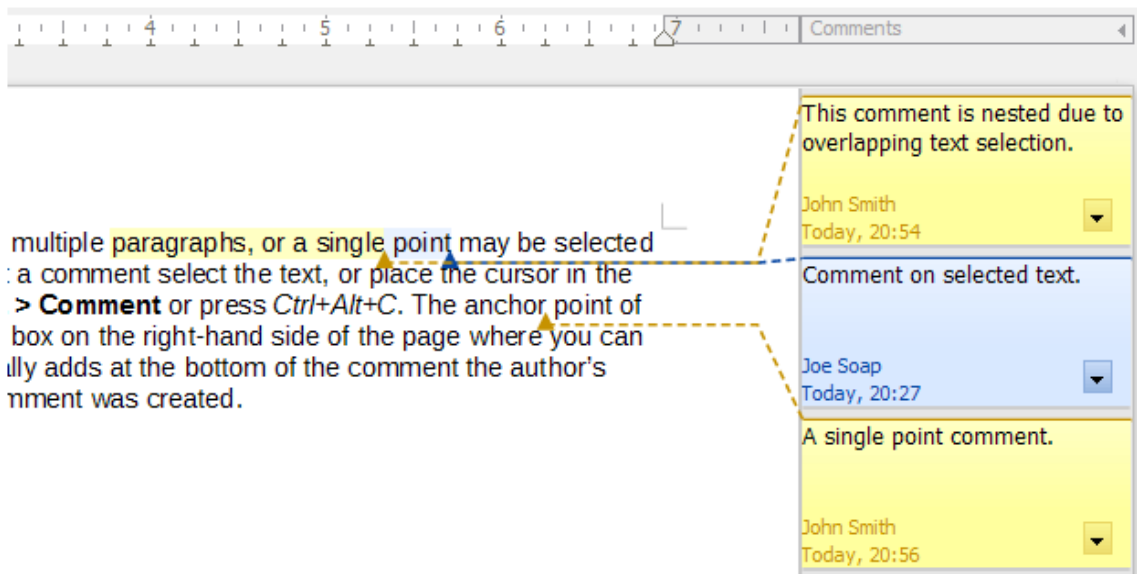 4 5 6 7 Comments
This comment is nested due to
overlapping text selection.
John Smith
Today, 20:54
multiple paragraphs, or a single point may be selected
a comment select the text, or place the cursor in the
> Comment or press Ctrl+Alt+C. The anchor point of
box on the right-hand side of the page where you can
ally adds at the bottom of the comment the author's
mment was created.
Comment on selected text.
Joe Soap
Today, 20:27
A single point comment.
John Smith
Today, 20:56